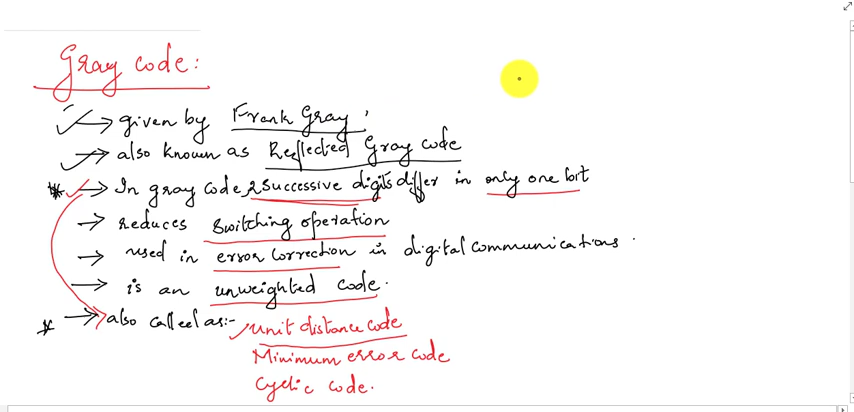 Gray code:
→ given by Frank Gray,
→ also known as Reflected Gray code
* → In gray code, 2 successive digits differ in only one bit
→ reduces switching operation
→ used in error correction in digital communications.
→ is an unweighted code.
* → also called as:- unit distance code
Minimum error code
Cyclic code.